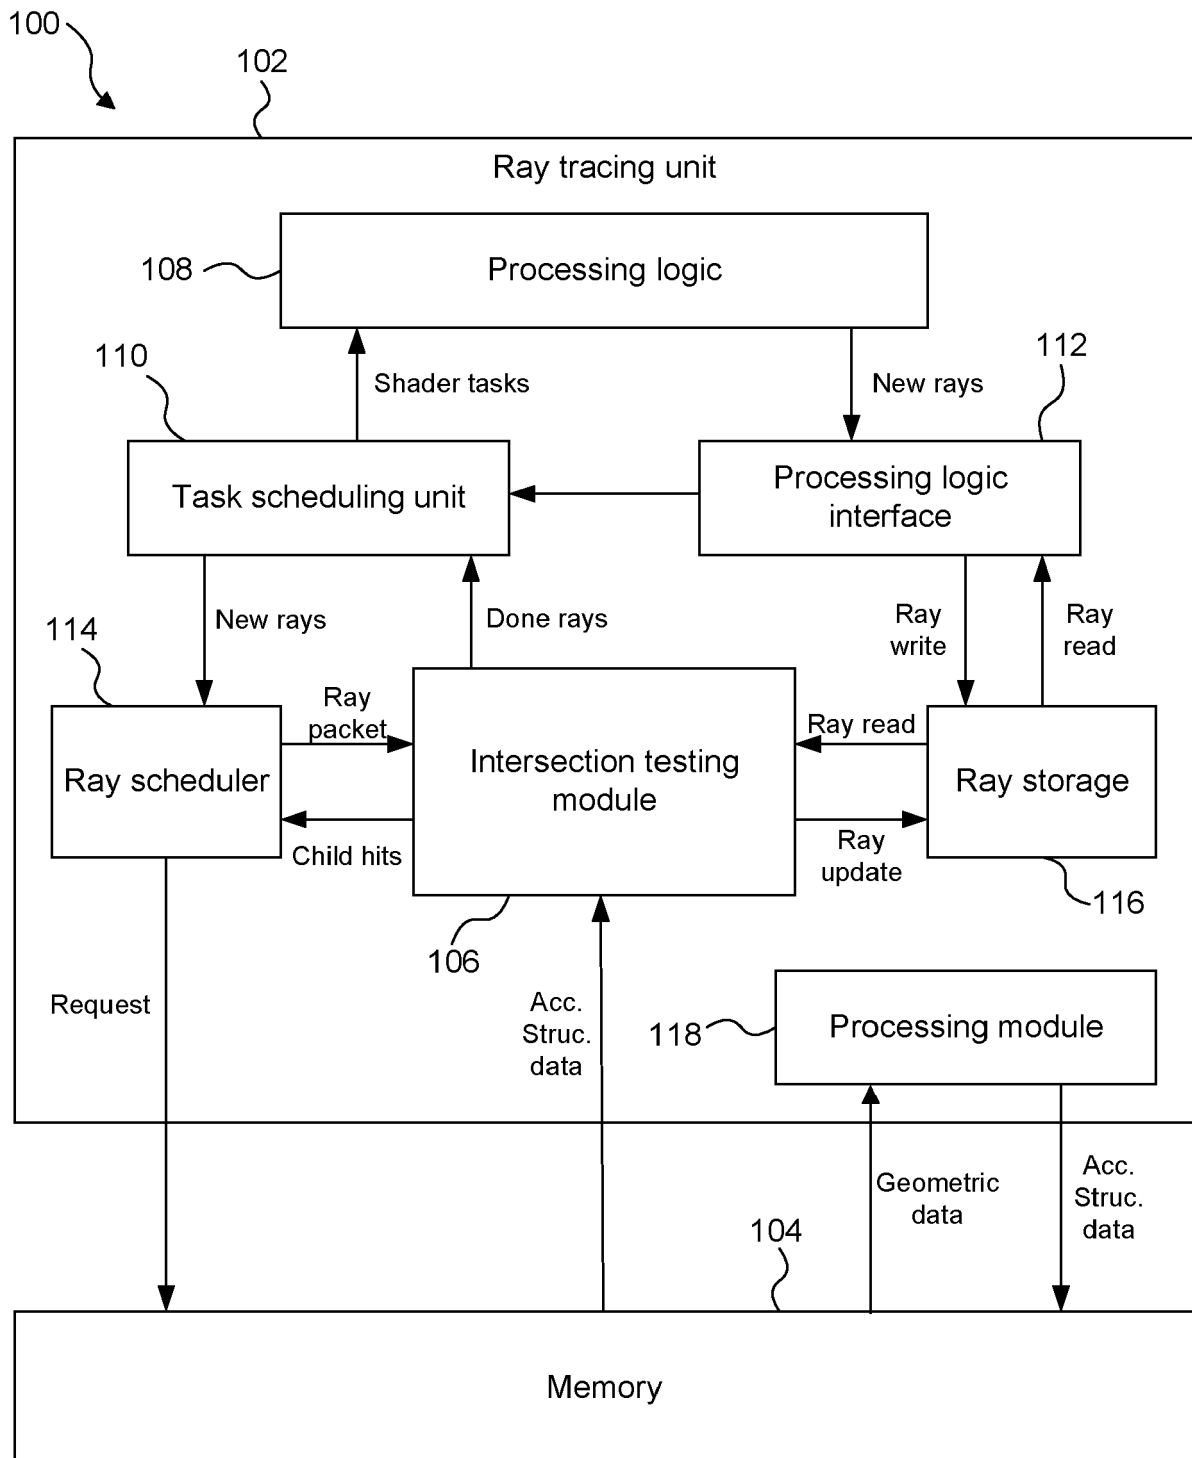 100
102
Ray tracing unit
108
Processing logic
110
Shader tasks
New rays
112
Task scheduling unit
Processing logic
interface
114
New rays
Done rays
Ray
write
Ray
read
Ray
packet
Ray read
Ray scheduler
Intersection testing
module
Ray storage
Child hits
Ray
update
106
116
Request
Acc.
Struc.
data
118
Processing module
Geometric
data
Acc.
Struc.
data
104
Memory